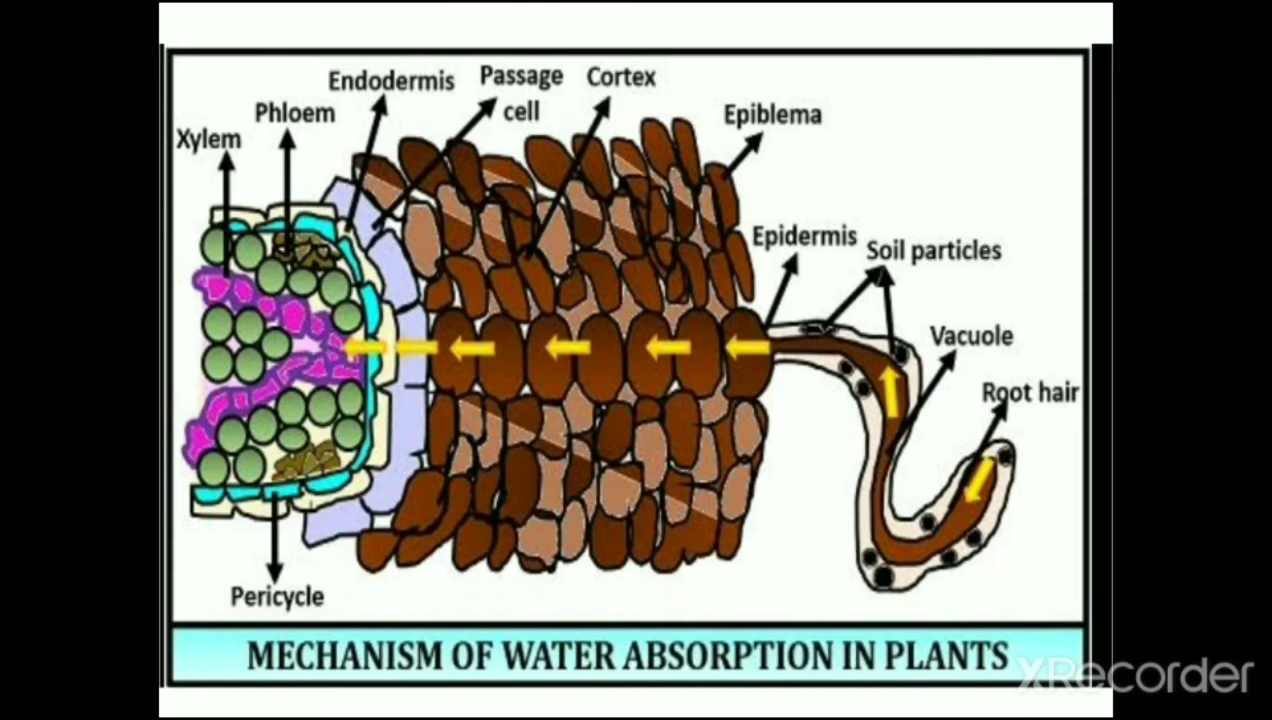 Endodermis
Passage
cell
Cortex
Phloem
Epiblema
Xylem
Epidermis
Soil particles
Vacuole
Root hair
Pericycle
MECHANISM OF WATER ABSORPTION IN PLANTS
XRecorder